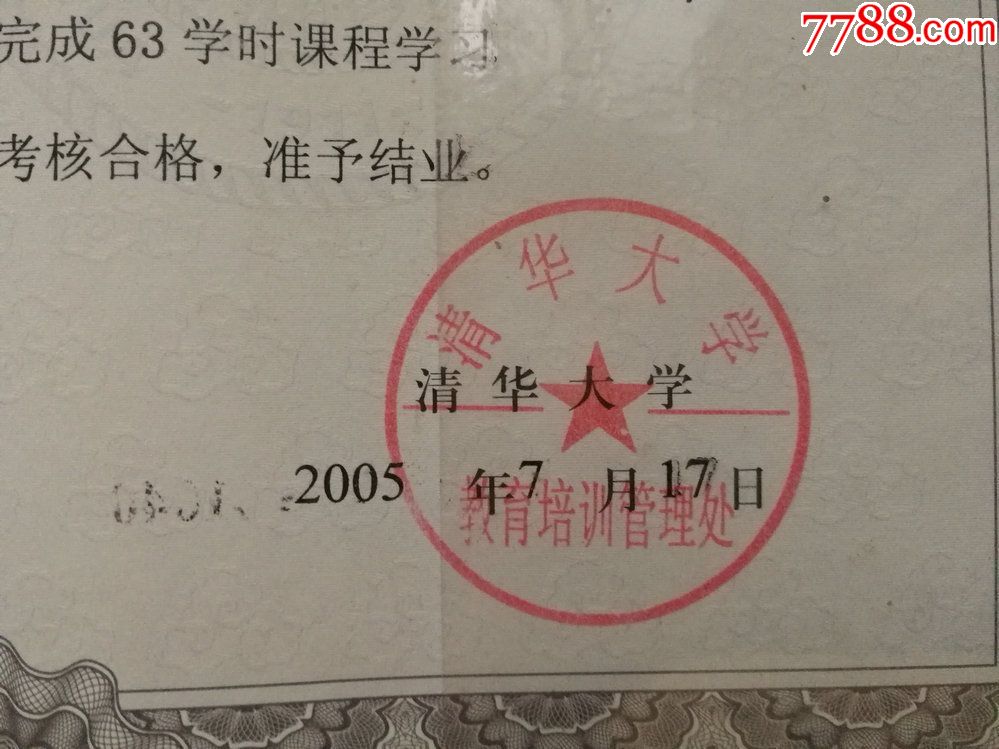 7788.com
完成 63 学时课程学习
考核合格，准予结业。
清华大学
清华大学
2005 年 7 月 17 日
教育培训管理处